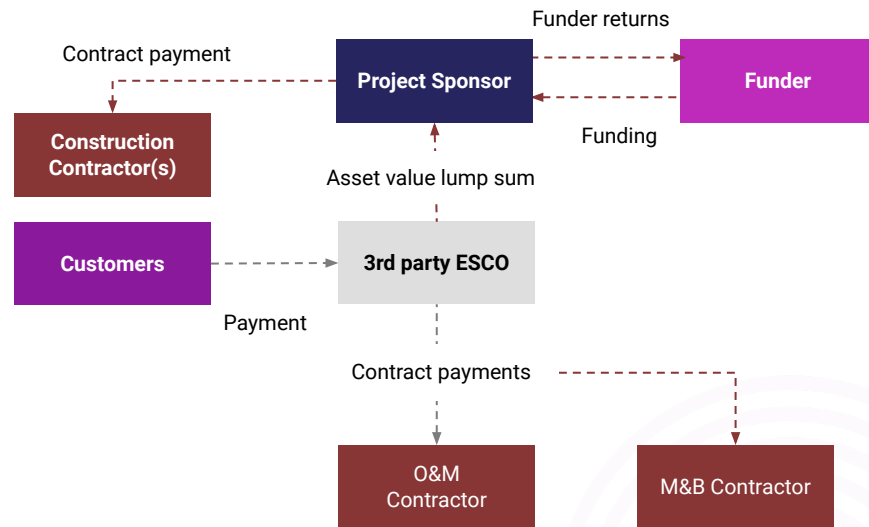 Funder returns
Contract payment
Project Sponsor
Funder
Construction
Contractor(s)
Funding
Asset value lump sum
Customers
3rd party ESCO
Payment
Contract payments
O&M
Contractor
M&B Contractor